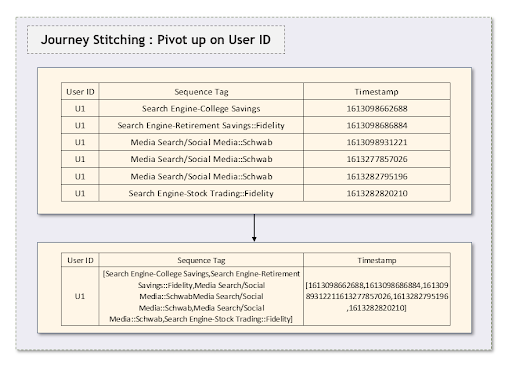 Journey Stitching : Pivot up on User ID
User ID Sequence Tag Timestamp
U1 Search Engine-College Savings 1613098662688
U1 Search Engine-Retirement Savings::Fidelity 1613098686884
U1 Media Search/Social Media::Schwab 1613098931221
U1 Media Search/Social Media::Schwab 1613277857026
U1 Media Search/Social Media::Schwab 1613282795196
U1 Search Engine-Stock Trading::Fidelity 1613282820210
User ID Sequence Tag Timestamp
U1
[Search Engine-College Savings,Search Engine-Retirement
Savings::Fidelity,Media Search/Social
Media::SchwabMedia Search/Social
Media::Schwab,Media Search/Social
Media::Schwab,Search Engine-Stock Trading::Fidelity]
[1613098662688,1613098686884,161309
89312211613277857026,1613282795196
,1613282820210]